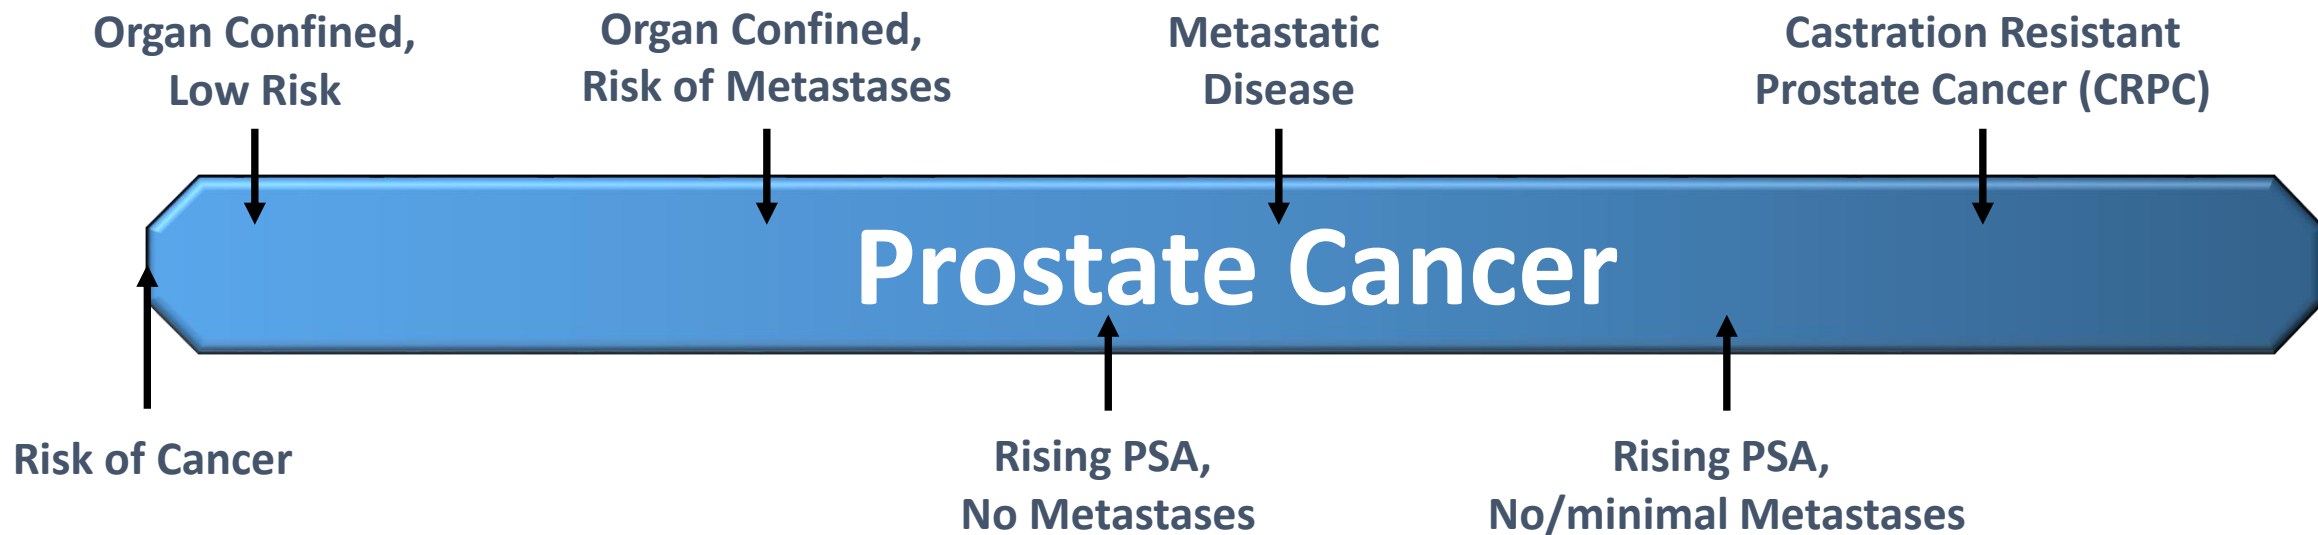 Organ Confined,
Low Risk
Organ Confined,
Risk of Metastases
Metastatic
Disease
Castration Resistant
Prostate Cancer (CRPC)
Prostate Cancer
Risk of Cancer
Rising PSA,
No Metastases
Rising PSA,
No/minimal Metastases